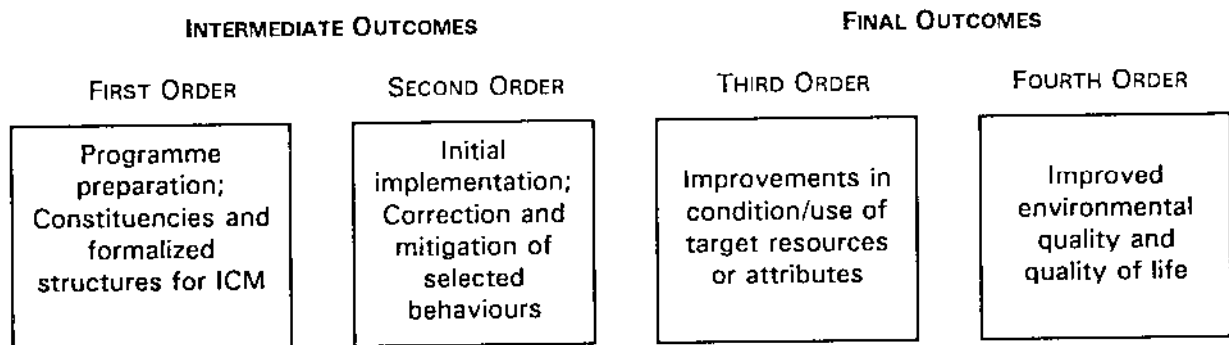 INTERMEDIATE OUTCOMES
FINAL OUTCOMES
FIRST ORDER
SECOND ORDER
THIRD ORDER
FOURTH ORDER
Programme
preparation;
Constituencies and
formalized
structures for ICM
Initial
implementation;
Correction and
mitigation of
selected
behaviours
Improvements in
condition/use of
target resources
or attributes
Improved
environmental
quality and
quality of life